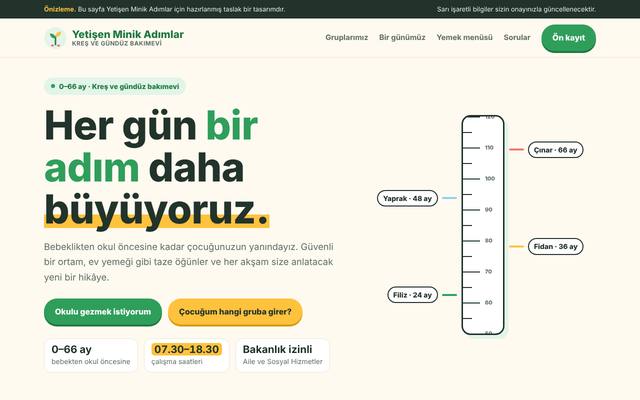 Önizleme. Bu sayfa Yetişen Minik Adımlar için hazırlanmış taslak bir tasarımdır.
Sarı işaretli bilgiler sizin onayınızla güncellenecektir.
Yetişen Minik Adımlar
KREŞ VE GÜNDÜZ BAKIMEVİ
Gruplarımız
Bir günümüz
Yemek menüsü
Sorular
Ön kayıt
0–66 ay · Kreş ve gündüz bakımevi
Her gün bir
adım daha
büyüyoruz.
Bebeklikten okul öncesine kadar çocuğunuzun yanındayız. Güvenli
bir ortam, ev yemeği gibi taze öğünler ve her akşam size anlatacak
yeni bir hikâye.
Okulu gezmek istiyorum
Çocuğum hangi gruba girer?
0–66 ay
bebekten okul öncesine
07.30–18.30
çalışma saatleri
Bakanlık izinli
Aile ve Sosyal Hizmetler
120
110
Çınar · 66 ay
100
Yaprak · 48 ay
90
80
Fidan · 36 ay
70
Filiz · 24 ay
60